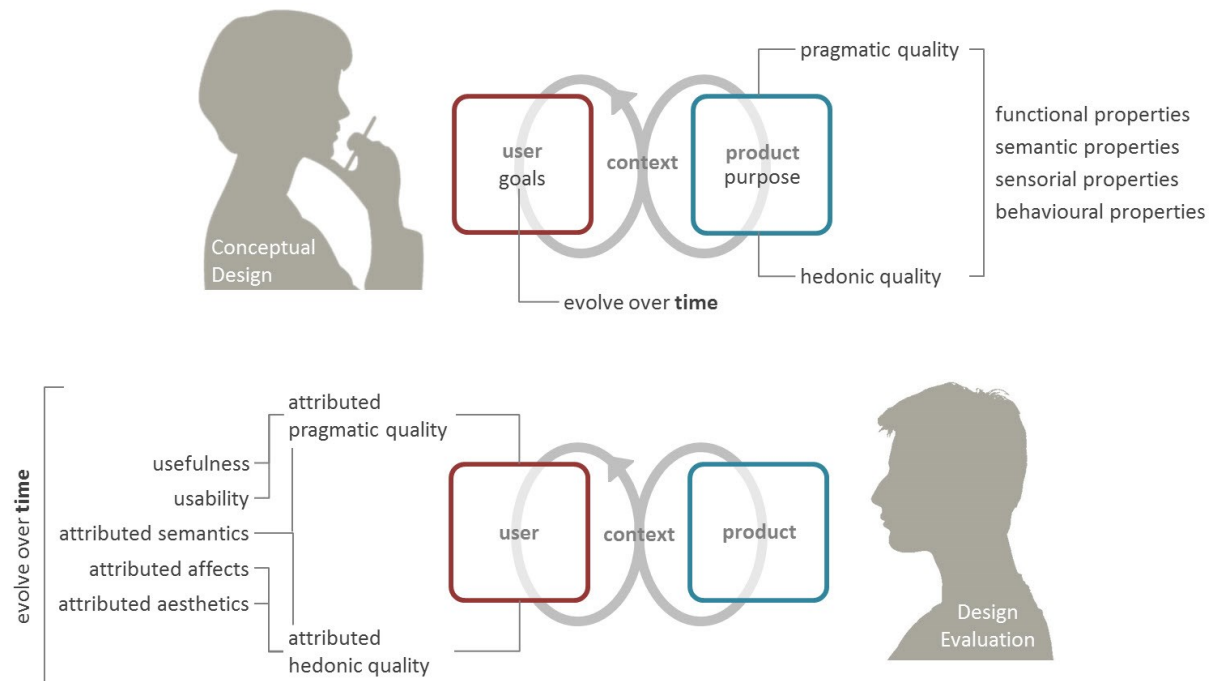 pragmatic quality
functional properties
semantic properties
sensorial properties
behavioural properties
user
goals
context
product
purpose
Conceptual
Design
hedonic quality
evolve over time
evolve over time
attributed
pragmatic quality
usefulness
usability
attributed semantics
attributed affects
attributed aesthetics
attributed
hedonic quality
user
context
product
Design
Evaluation